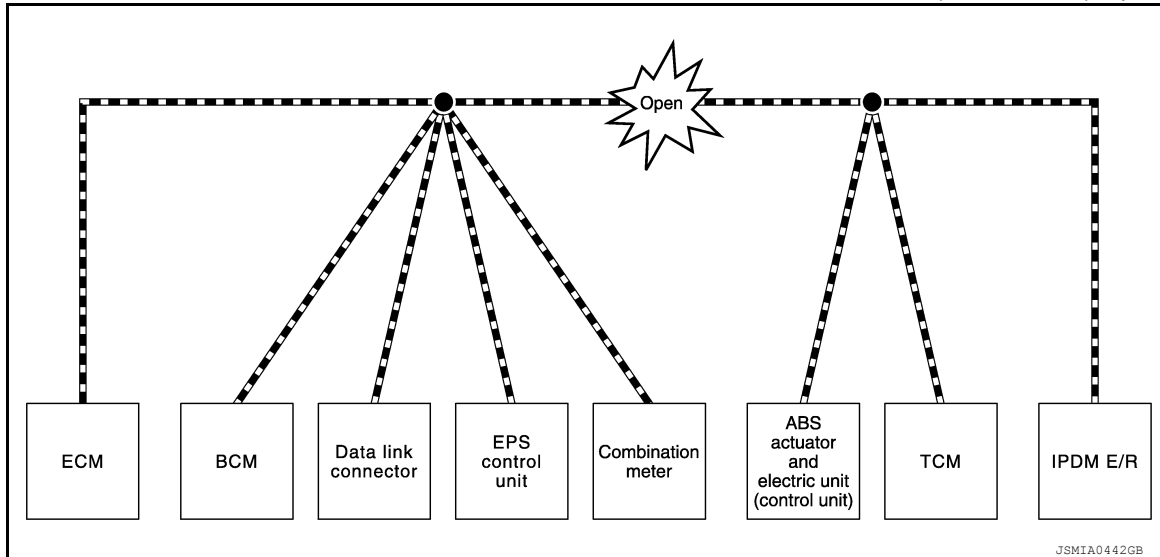 Open
ECM
BCM
Data link
connector
EPS
control
unit
Combination
meter
ABS
actuator
and
electric unit
(control unit)
TCM
IPDM E/R
JSMIA0442GB